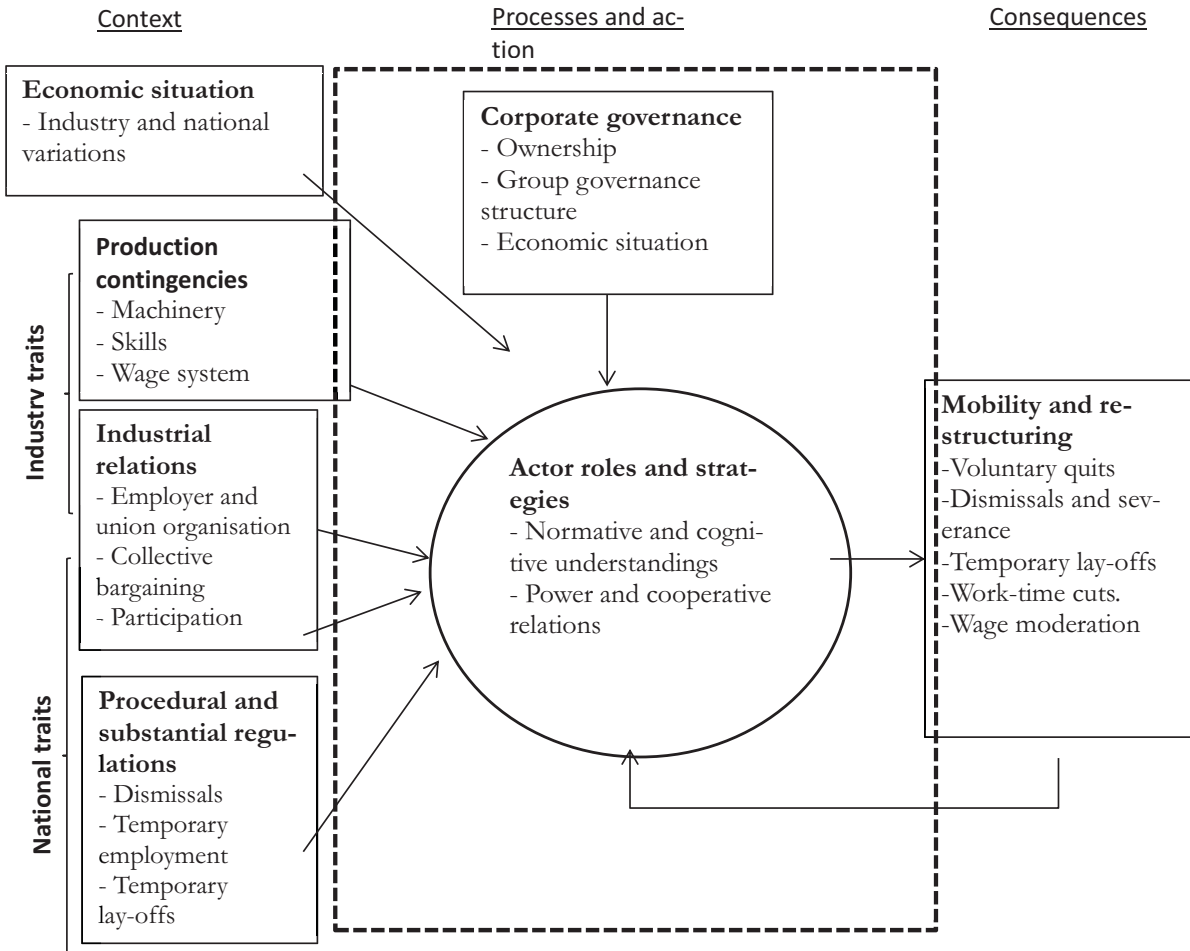 Context
Processes and ac-
tion
Consequences
Economic situation
- Industry and national
variations
Corporate governance
- Ownership
- Group governance
structure
- Economic situation
Industry traits
Production
contingencies
- Machinery
- Skills
- Wage system
Industrial
relations
- Employer and
union organisation
- Collective
bargaining
- Participation
National traits
Procedural and
substantial regu-
lations
- Dismissals
- Temporary
employment
- Temporary
lay-offs
Actor roles and strat-
egies
- Normative and cogni-
tive understandings
- Power and cooperative
relations
Mobility and re-
structuring
-Voluntary quits
-Dismissals and sev-
erance
-Temporary lay-offs
-Work-time cuts.
-Wage moderation